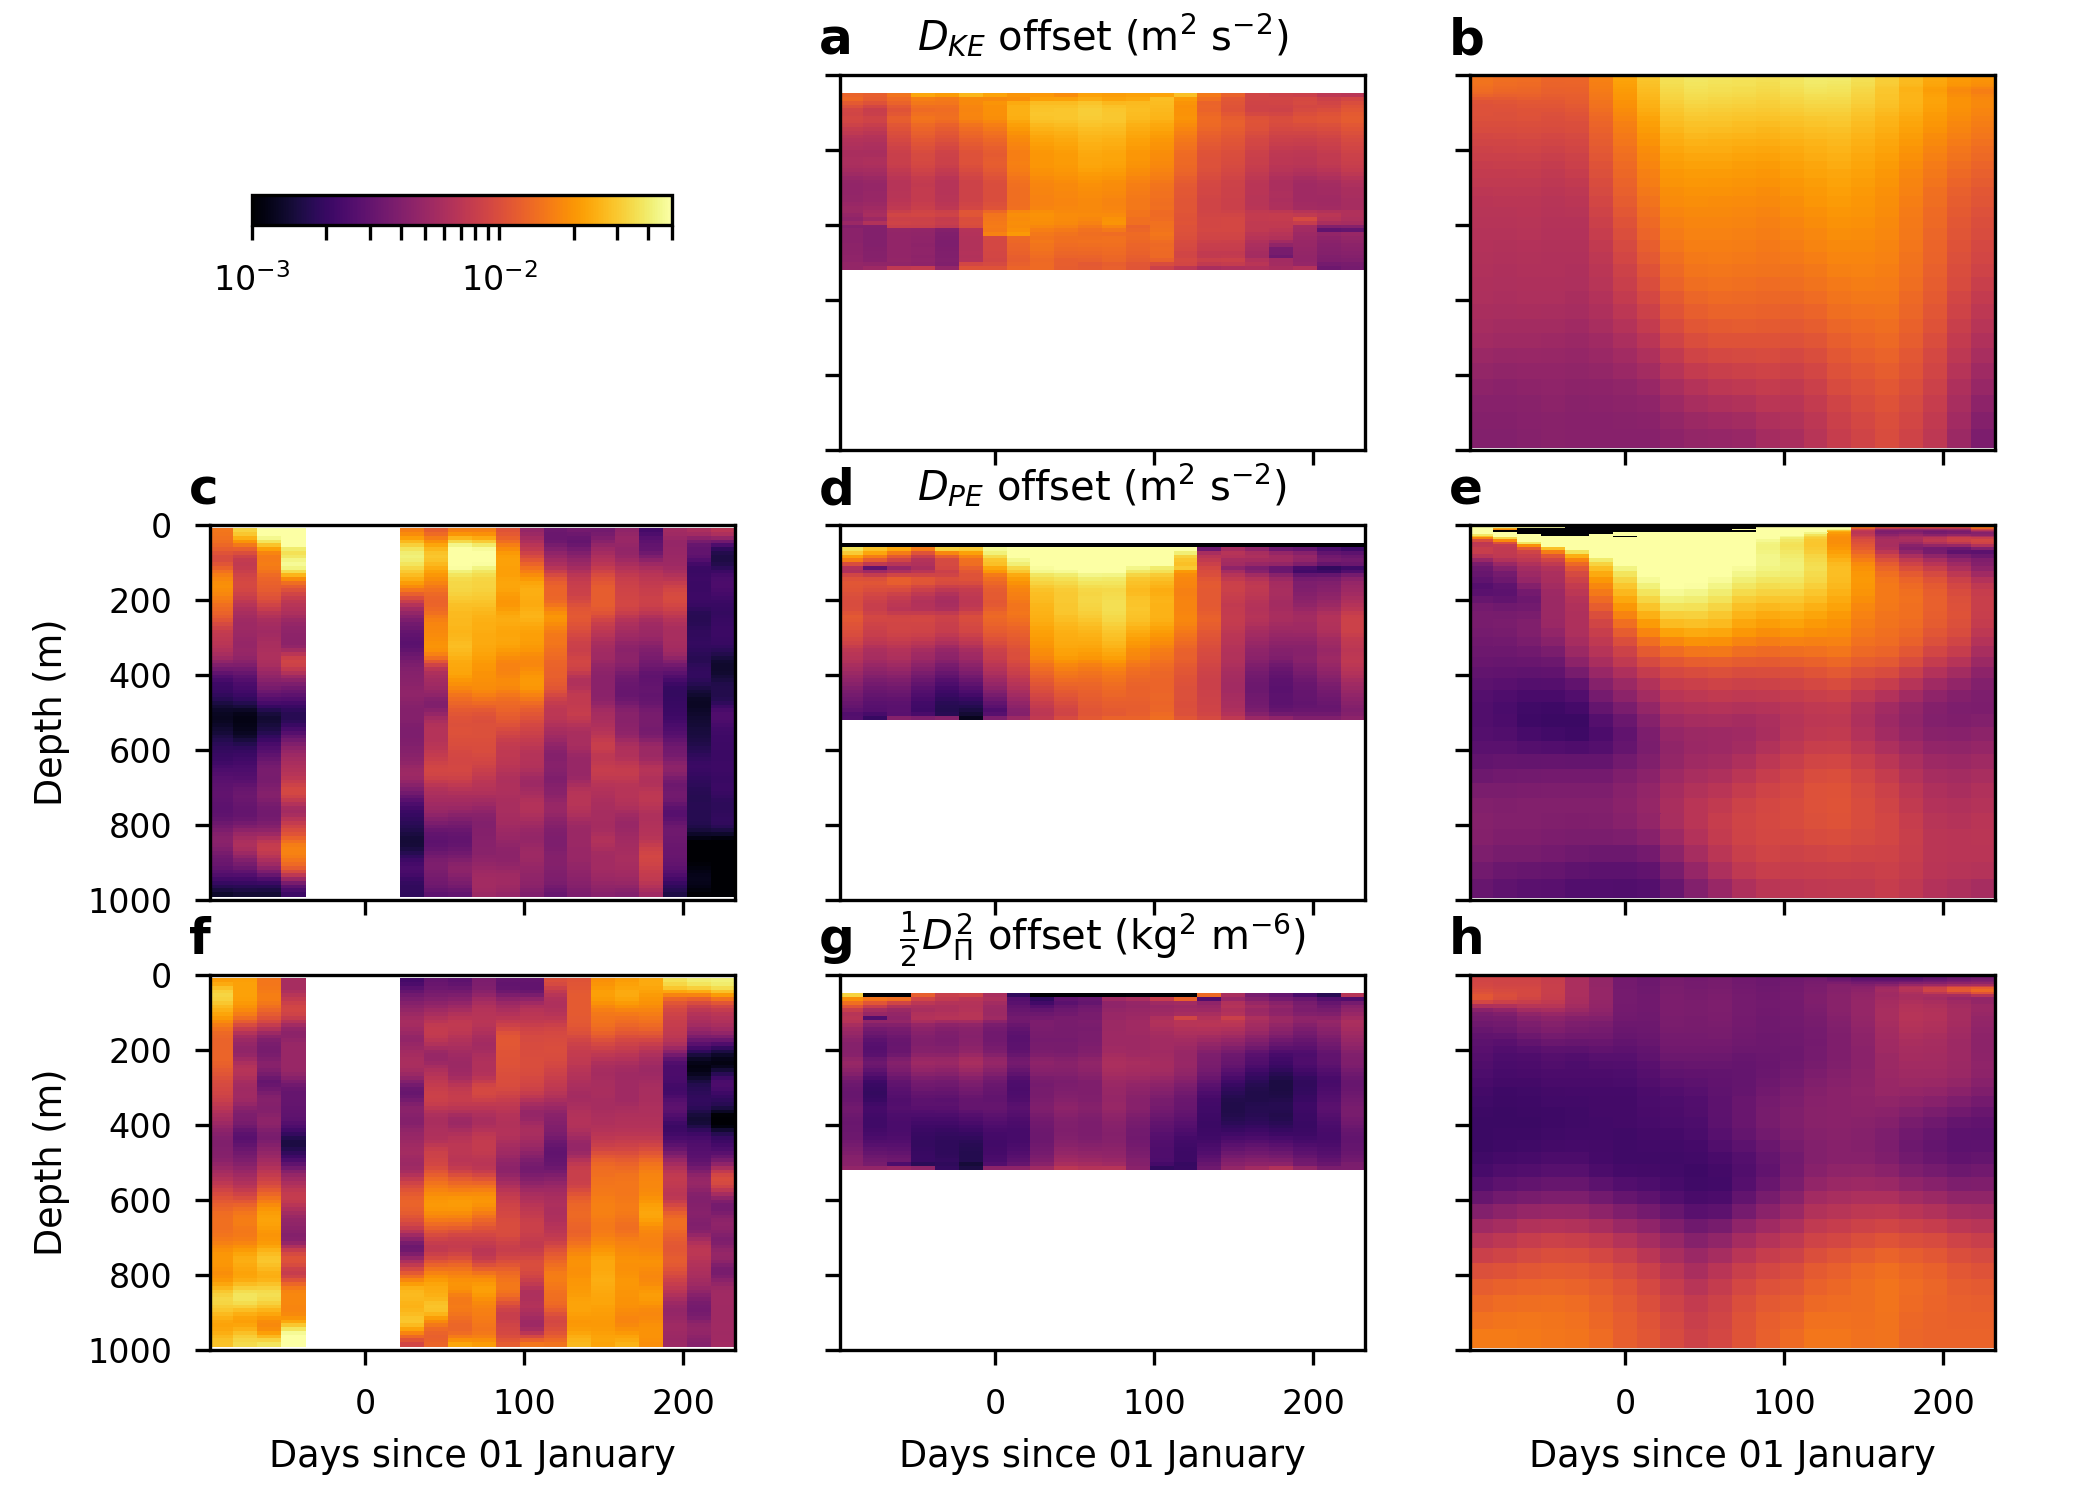 a D_KE offset (m² s⁻²) b
10⁻³ 10⁻²
c d D_PE offset (m² s⁻²) e
0
200
400
600
800
1000
Depth (m)
f g ½D_Π² offset (kg² m⁻⁶) h
0
200
400
600
800
1000
Depth (m)
0 100 200 0 100 200 0 100 200
Days since 01 January Days since 01 January Days since 01 January